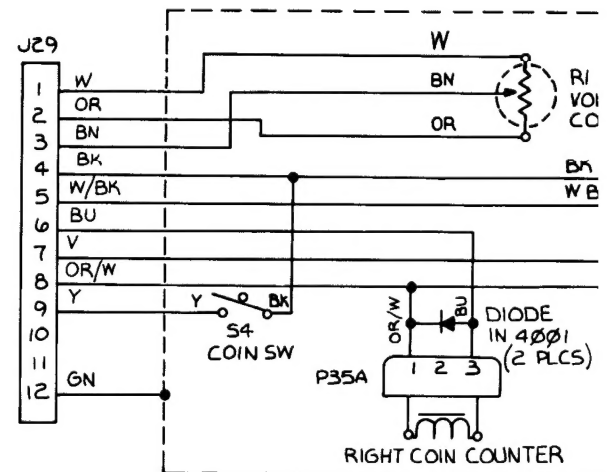 J29
W
1 W
RI
BN
VOL
2 OR
CO
3 BN
OR
4 BK
BK
5 W/BK
W B
6 BU
7 V
8 OR/W
9 Y
Y
BK
S4
COIN SW
OR/W
BU
DIODE
IN 4001
(2 PLCS)
10
11
12 GN
P35A
1 2 3
RIGHT COIN COUNTER